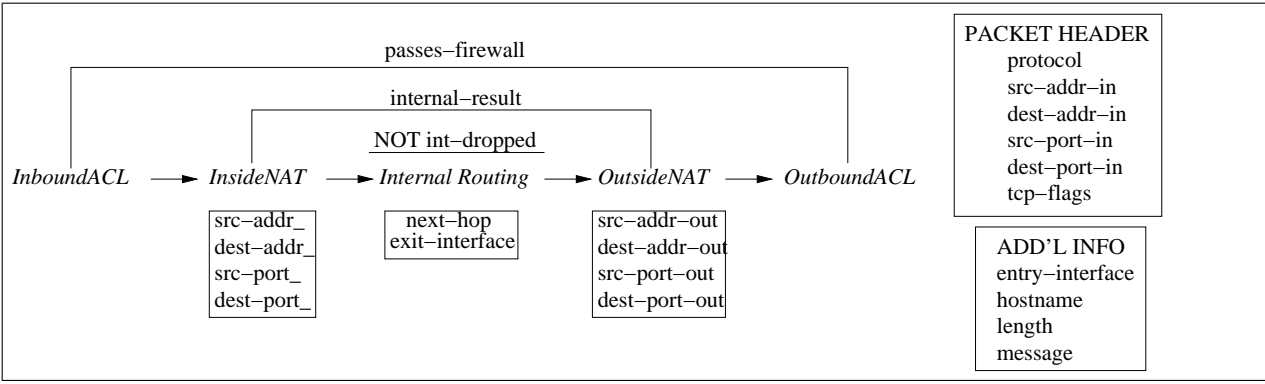 passes−firewall
internal−result
NOT int−dropped
InboundACL InsideNAT Internal Routing OutsideNAT OutboundACL
src−addr_
dest−addr_
src−port_
dest−port_
next−hop
exit−interface
src−addr−out
dest−addr−out
src−port−out
dest−port−out
PACKET HEADER
protocol
src−addr−in
dest−addr−in
src−port−in
dest−port−in
tcp−flags
ADD'L INFO
entry−interface
hostname
length
message